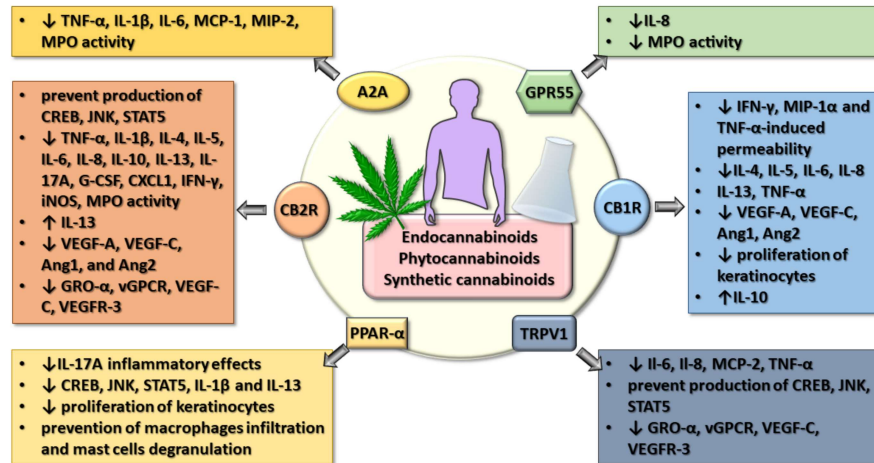 • ↓ TNF-α, IL-1β, IL-6, MCP-1, MIP-2,
MPO activity
• ↓IL-8
• ↓ MPO activity
A2A
GPR55
• prevent production of
CREB, JNK, STAT5
• ↓ TNF-α, IL-1β, IL-4, IL-5,
IL-6, IL-8, IL-10, IL-13, IL-
17A, G-CSF, CXCL1, IFN-γ,
iNOS, MPO activity
• ↑ IL-13
• ↓ VEGF-A, VEGF-C,
Ang1, and Ang2
• ↓ GRO-α, vGPCR, VEGF-
C, VEGFR-3
CB2R
Endocannabinoids
Phytocannabinoids
Synthetic cannabinoids
CB1R
• ↓ IFN-γ, MIP-1α and
TNF-α-induced
permeability
• ↓IL-4, IL-5, IL-6, IL-8
• IL-13, TNF-α
• ↓ VEGF-A, VEGF-C,
Ang1, Ang2
• ↓ proliferation of
keratinocytes
• ↑IL-10
PPAR-α
TRPV1
• ↓IL-17A inflammatory effects
• ↓ CREB, JNK, STAT5, IL-1β and IL-13
• ↓ proliferation of keratinocytes
• prevention of macrophages infiltration
and mast cells degranulation
• ↓ Il-6, Il-8, MCP-2, TNF-α
• prevent production of CREB, JNK,
STAT5
• ↓ GRO-α, vGPCR, VEGF-C,
VEGFR-3